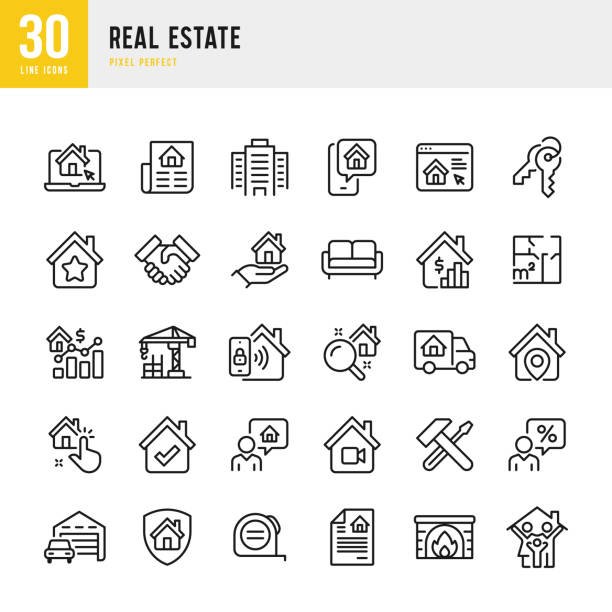 30
LINE ICONS
REAL ESTATE
PIXEL PERFECT
$
m²
$
%